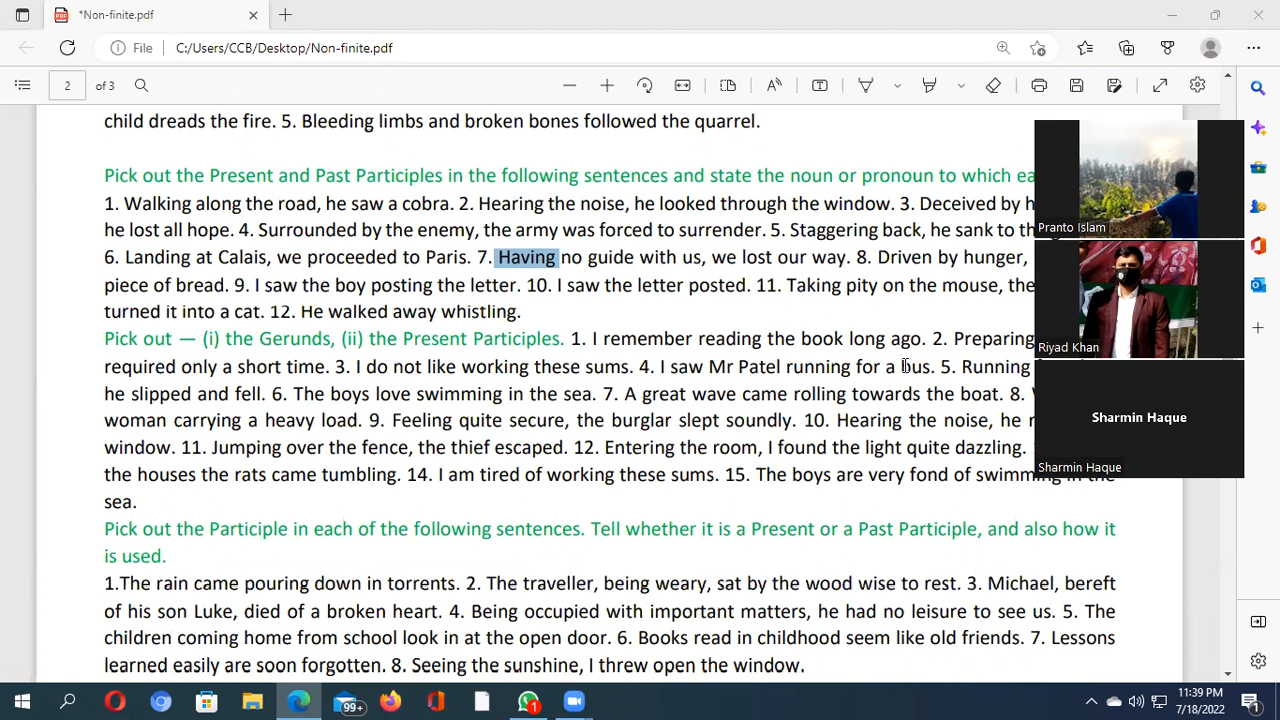 *Non-finite.pdf
File C:/Users/CCB/Desktop/Non-finite.pdf
2 of 3
child dreads the fire. 5. Bleeding limbs and broken bones followed the quarrel.
Pick out the Present and Past Participles in the following sentences and state the noun or pronoun to which ea
1. Walking along the road, he saw a cobra. 2. Hearing the noise, he looked through the window. 3. Deceived by h
he lost all hope. 4. Surrounded by the enemy, the army was forced to surrender. 5. Staggering back, he sank to th
6. Landing at Calais, we proceeded to Paris. 7. Having no guide with us, we lost our way. 8. Driven by hunger,
piece of bread. 9. I saw the boy posting the letter. 10. I saw the letter posted. 11. Taking pity on the mouse, the
turned it into a cat. 12. He walked away whistling.
Pick out — (i) the Gerunds, (ii) the Present Participles. 1. I remember reading the book long ago. 2. Preparing
required only a short time. 3. I do not like working these sums. 4. I saw Mr Patel running for a bus. 5. Running
he slipped and fell. 6. The boys love swimming in the sea. 7. A great wave came rolling towards the boat. 8.
woman carrying a heavy load. 9. Feeling quite secure, the burglar slept soundly. 10. Hearing the noise, he
window. 11. Jumping over the fence, the thief escaped. 12. Entering the room, I found the light quite dazzling.
the houses the rats came tumbling. 14. I am tired of working these sums. 15. The boys are very fond of swimming in the
sea.
Pick out the Participle in each of the following sentences. Tell whether it is a Present or a Past Participle, and also how it
is used.
1.The rain came pouring down in torrents. 2. The traveller, being weary, sat by the wood wise to rest. 3. Michael, bereft
of his son Luke, died of a broken heart. 4. Being occupied with important matters, he had no leisure to see us. 5. The
children coming home from school look in at the open door. 6. Books read in childhood seem like old friends. 7. Lessons
learned easily are soon forgotten. 8. Seeing the sunshine, I threw open the window.
Pranto Islam
Riyad Khan
Sharmin Haque
Sharmin Haque
99+
1
11:39 PM
7/18/2022
1